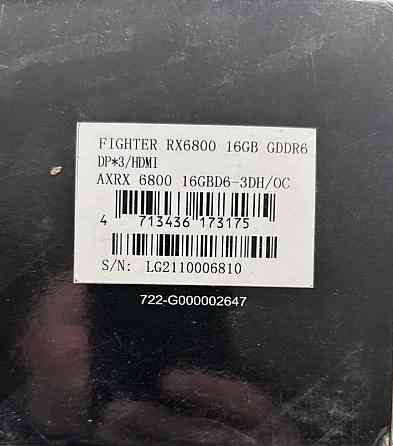 FIGHTER RX6800 16GB GDDR6
DP*3/HDMI
AXRX 6800 16GBD6-3DH/OC
4 713436 173175
S/N: LG2110006810
722-G000002647